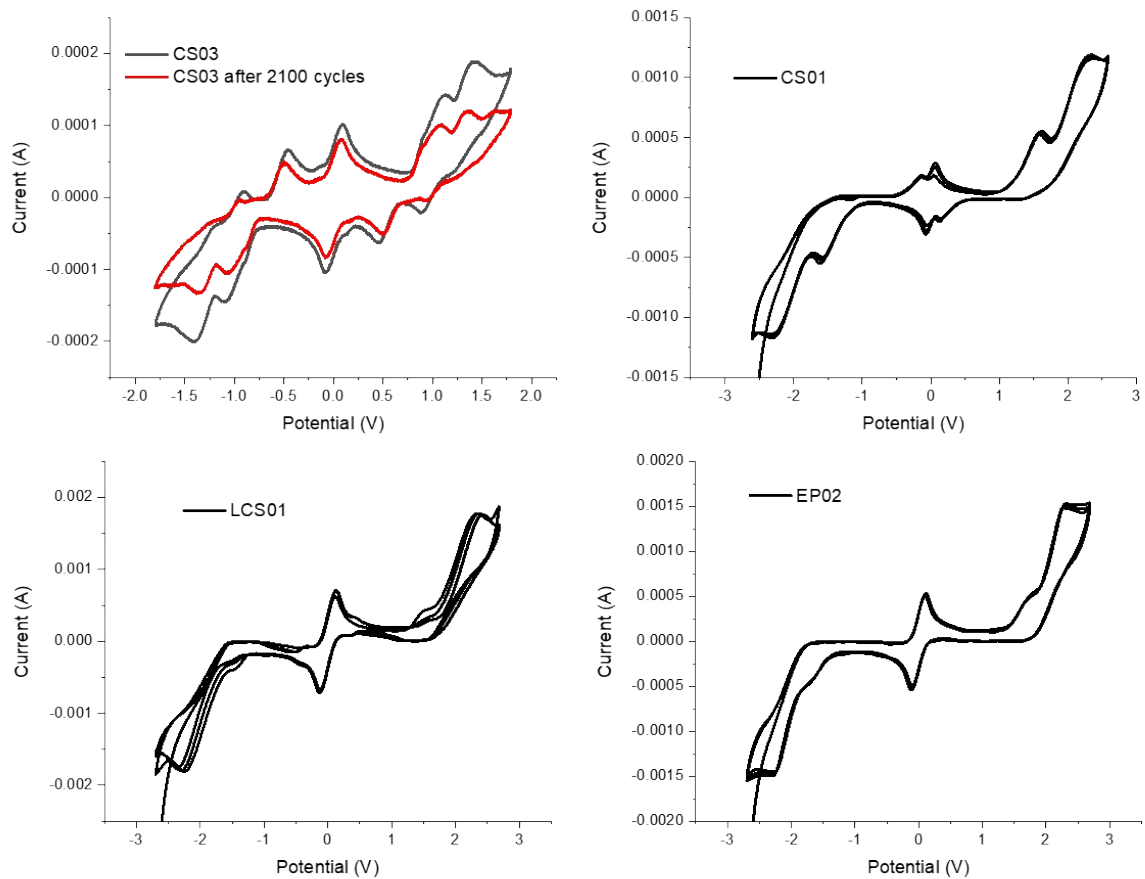 CS03
CS03 after 2100 cycles
0.0002
0.0001
0.0000
-0.0001
-0.0002
Current (A)
-2.0 -1.5 -1.0 -0.5 0.0 0.5 1.0 1.5 2.0
Potential (V)
CS01
0.0015
0.0010
0.0005
0.0000
-0.0005
-0.0010
-0.0015
Current (A)
-3 -2 -1 0 1 2 3
Potential (V)
LCS01
0.002
0.001
0.000
-0.001
-0.002
Current (A)
-3 -2 -1 0 1 2 3
Potential (V)
EP02
0.0020
0.0015
0.0010
0.0005
0.0000
-0.0005
-0.0010
-0.0015
-0.0020
Current (A)
-3 -2 -1 0 1 2 3
Potential (V)